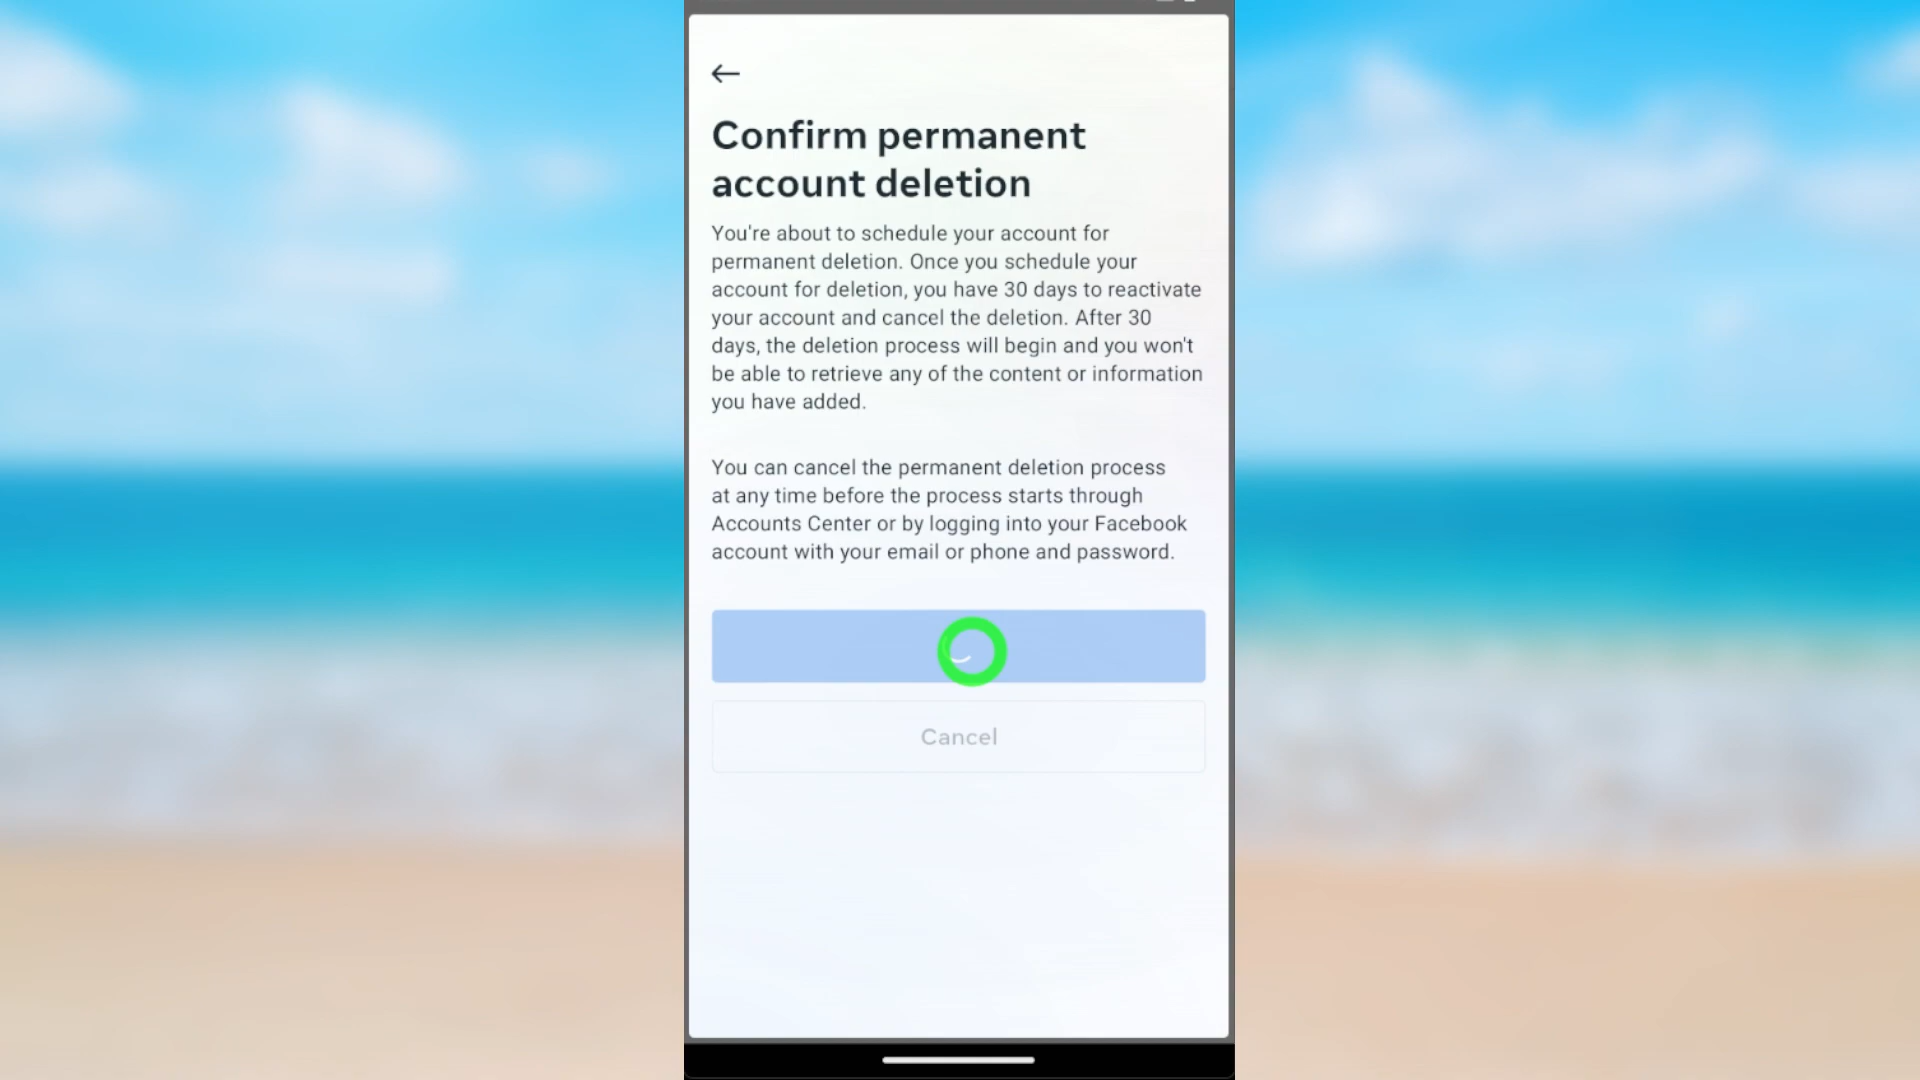 Confirm permanent
account deletion
You're about to schedule your account for
permanent deletion. Once you schedule your
account for deletion, you have 30 days to reactivate
your account and cancel the deletion. After 30
days, the deletion process will begin and you won't
be able to retrieve any of the content or information
you have added.
You can cancel the permanent deletion process
at any time before the process starts through
Accounts Center or by logging into your Facebook
account with your email or phone and password.
Cancel